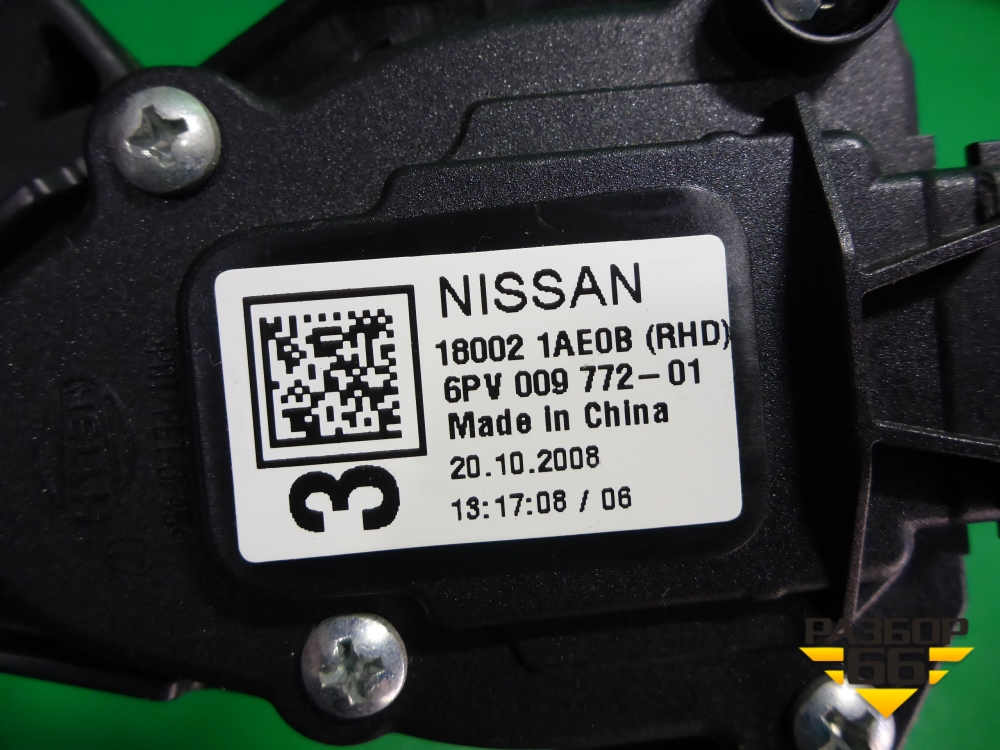 NISSAN
18002 1AE0B (RHD)
6PV 009 772-01
Made in China
20.10.2008
13:17:08 / 06
3
HELLA
РАЗБОР
66